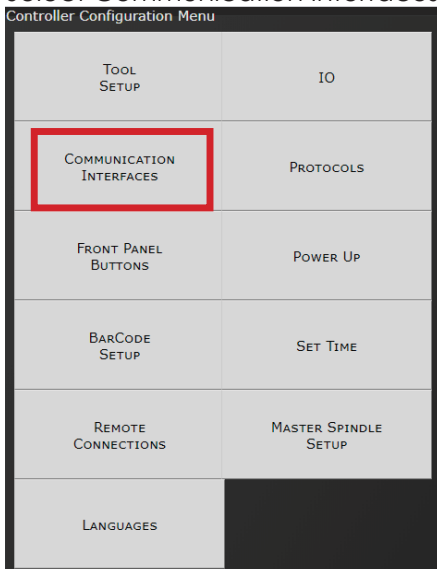 Controller Configuration Menu
Tool
Setup
IO
Communication
Interfaces
Protocols
Front Panel
Buttons
Power Up
BarCode
Setup
Set Time
Remote
Connections
Master Spindle
Setup
Languages